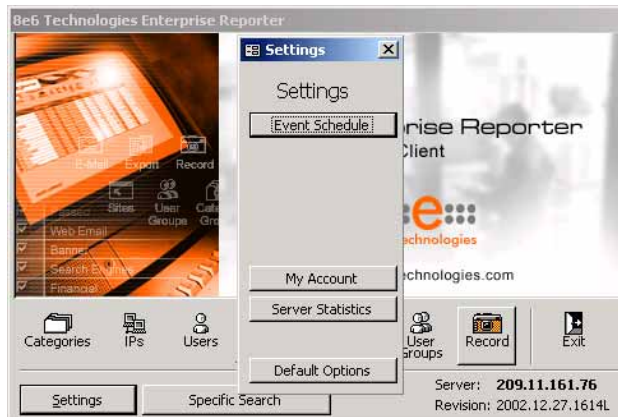 8e6 Technologies Enterprise Reporter
Settings
Settings
Event Schedule
rise Reporter
Client
E-Mail Export Record
Sites User Groups
Web Email
Banner
Search Engines
Financial
e
technologies
My Account
echnologies.com
Server Statistics
Categories IPs Users
User Groups Record Exit
Default Options
Settings Specific Search
Server: 209.11.161.76
Revision: 2002.12.27.1614L